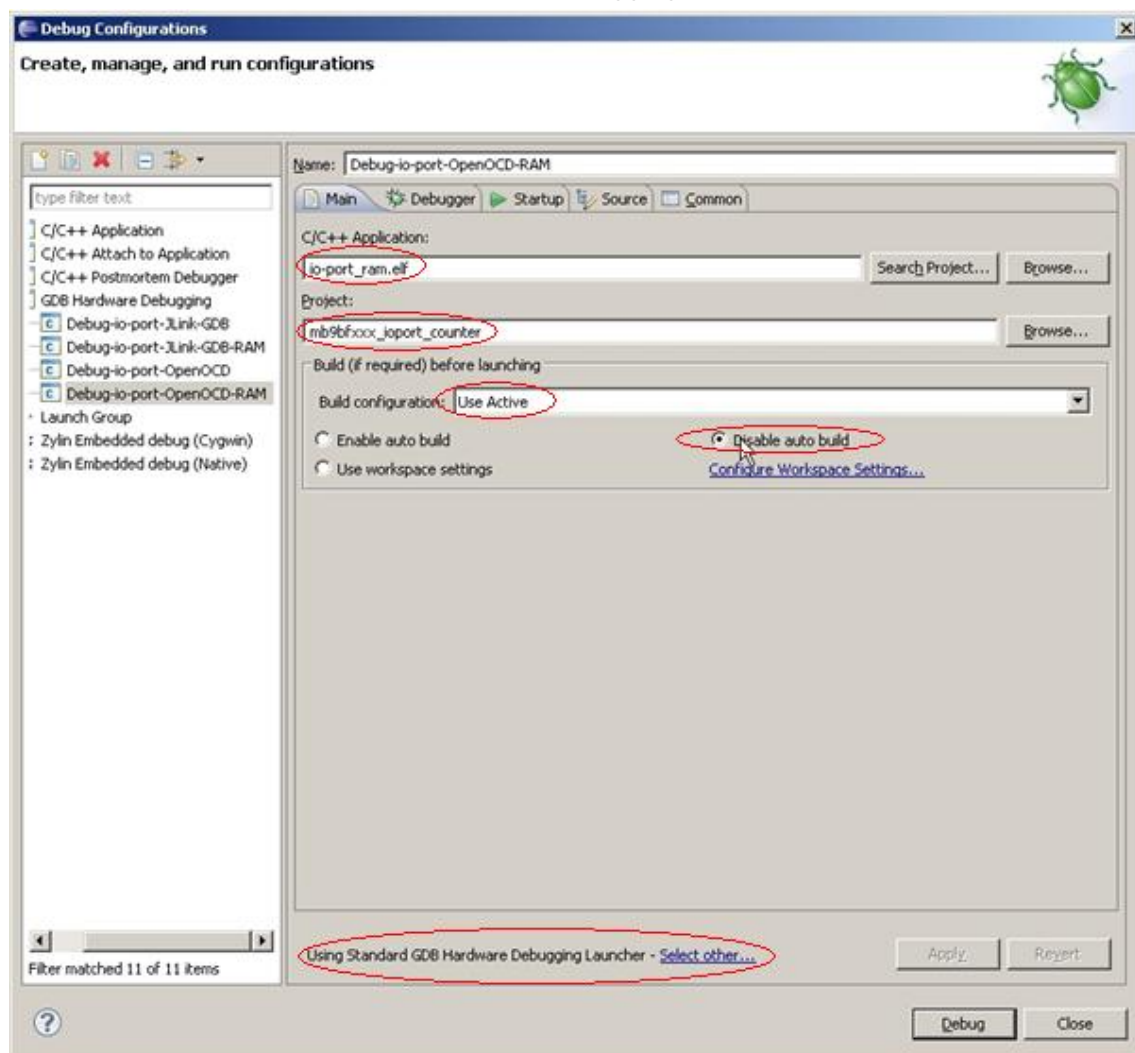 Debug Configurations
Create, manage, and run configurations
Name: Debug-io-port-OpenOCD-RAM
type filter text
Main Debugger Startup Source Common
C/C++ Application
C/C++ Attach to Application
C/C++ Postmortem Debugger
GDB Hardware Debugging
Debug-io-port-JLink-GDB
Debug-io-port-JLink-GDB-RAM
Debug-io-port-OpenOCD
Debug-io-port-OpenOCD-RAM
Launch Group
Zylin Embedded debug (Cygwin)
Zylin Embedded debug (Native)
C/C++ Application:
io-port_ram.elf Search Project... Browse...
Project:
mb9bfxxx_ioport_counter Browse...
Build (if required) before launching
Build configuration: Use Active
Enable auto build Disable auto build
Use workspace settings Configure Workspace Settings...
Filter matched 11 of 11 items
Using Standard GDB Hardware Debugging Launcher - Select other... Apply Revert
Debug Close